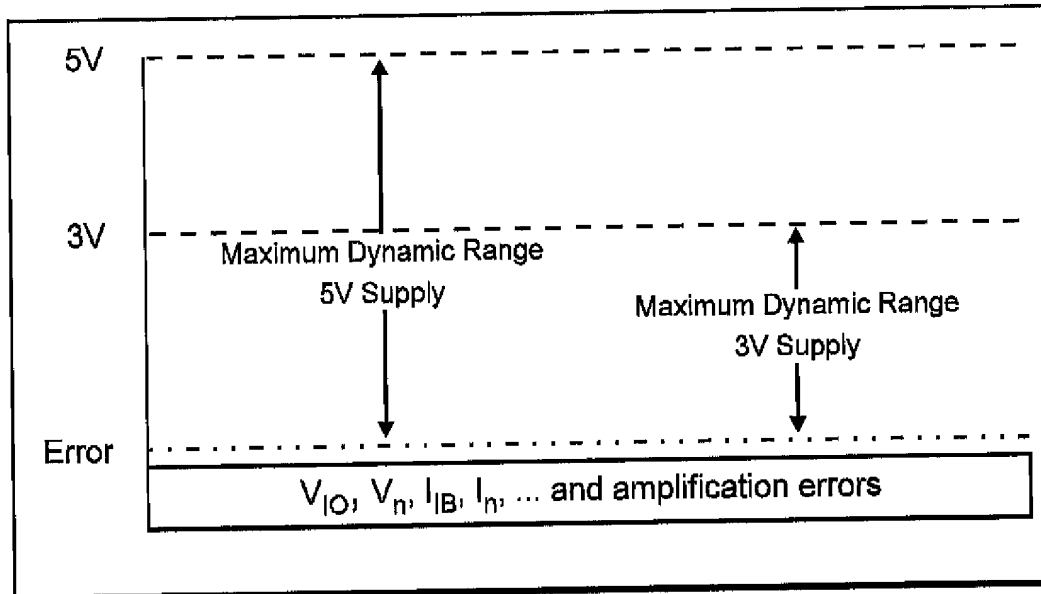 5V
3V
Maximum Dynamic Range
5V Supply
Maximum Dynamic Range
3V Supply
Error
V_IO, V_n, I_IB, I_n, ... and amplification errors